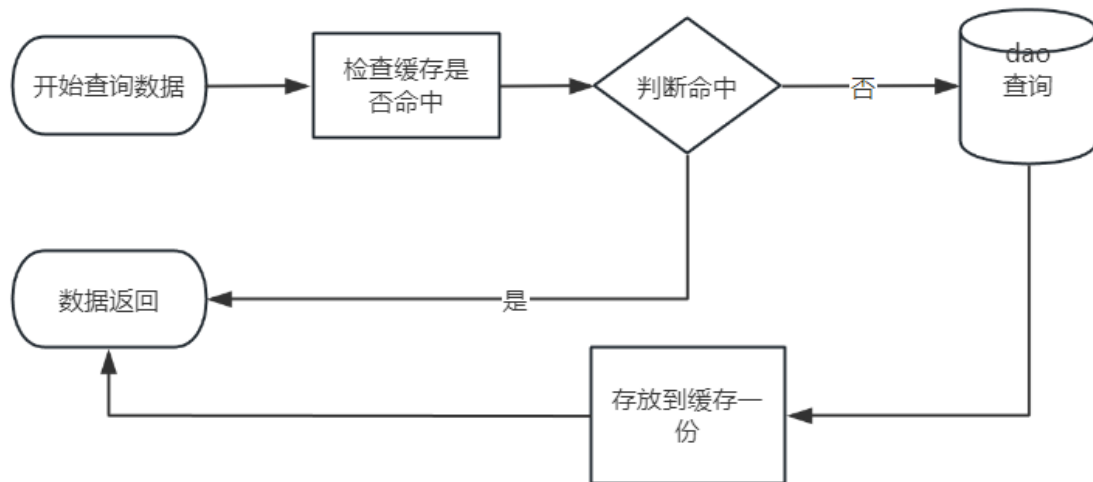 开始查询数据
检查缓存是
否命中
判断命中
否
dao
查询
数据返回
是
存放到缓存一
份